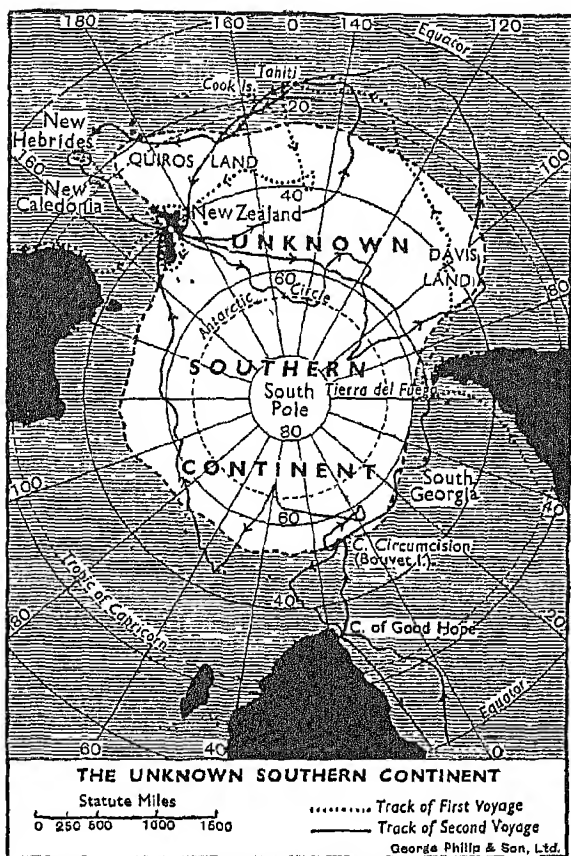 180
160
0
140
120
Equator
Tahiti
Cook Is.
20
New
Hebrides
160
QUIROS LAND
100
New
Caledonia
40
New Zealand
UNKNOWN
DAVIS
LAND
80
60
Antarctic Circle
SOUTHERN
South
Pole
Tierra del Fuego
80
CONTINENT
South
Georgia
100
60
40
C. Circumcision
(Bouvet I.)
Tropic of Capricorn
40
80
20
C. of Good Hope
Equator
60
40
0
THE UNKNOWN SOUTHERN CONTINENT
Statute Miles
0 250 500 1000 1500
Track of First Voyage
Track of Second Voyage
George Philip & Son, Ltd.